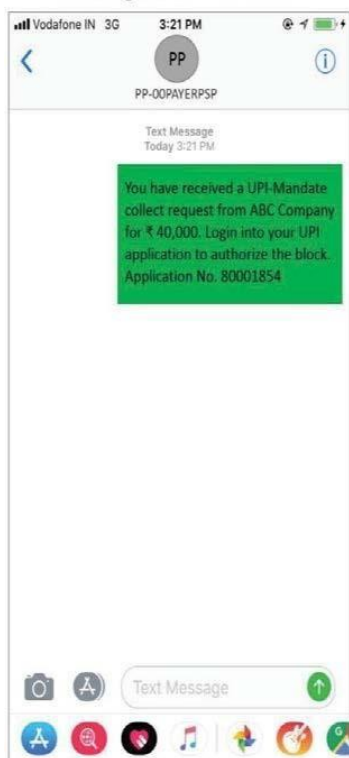 Vodafone IN 3G 3:21 PM
PP
PP-OOPAYERPSP
Text Message
Today 3:21 PM
You have received a UPI-Mandate
collect request from ABC Company
for ₹ 40,000. Login into your UPI
application to authorize the block.
Application No. 80001854
Text Message